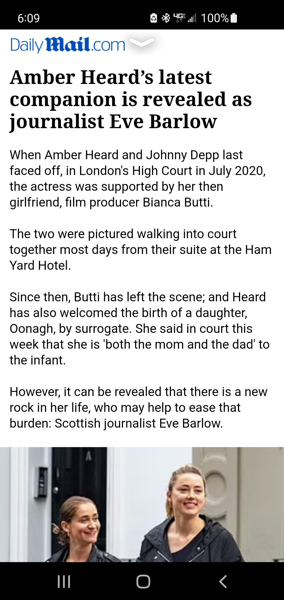 6:09 100%
Daily Mail.com
Amber Heard's latest
companion is revealed as
journalist Eve Barlow
When Amber Heard and Johnny Depp last
faced off, in London's High Court in July 2020,
the actress was supported by her then
girlfriend, film producer Bianca Butti.
The two were pictured walking into court
together most days from their suite at the Ham
Yard Hotel.
Since then, Butti has left the scene; and Heard
has also welcomed the birth of a daughter,
Oonagh, by surrogate. She said in court this
week that she is 'both the mom and the dad' to
the infant.
However, it can be revealed that there is a new
rock in her life, who may help to ease that
burden: Scottish journalist Eve Barlow.